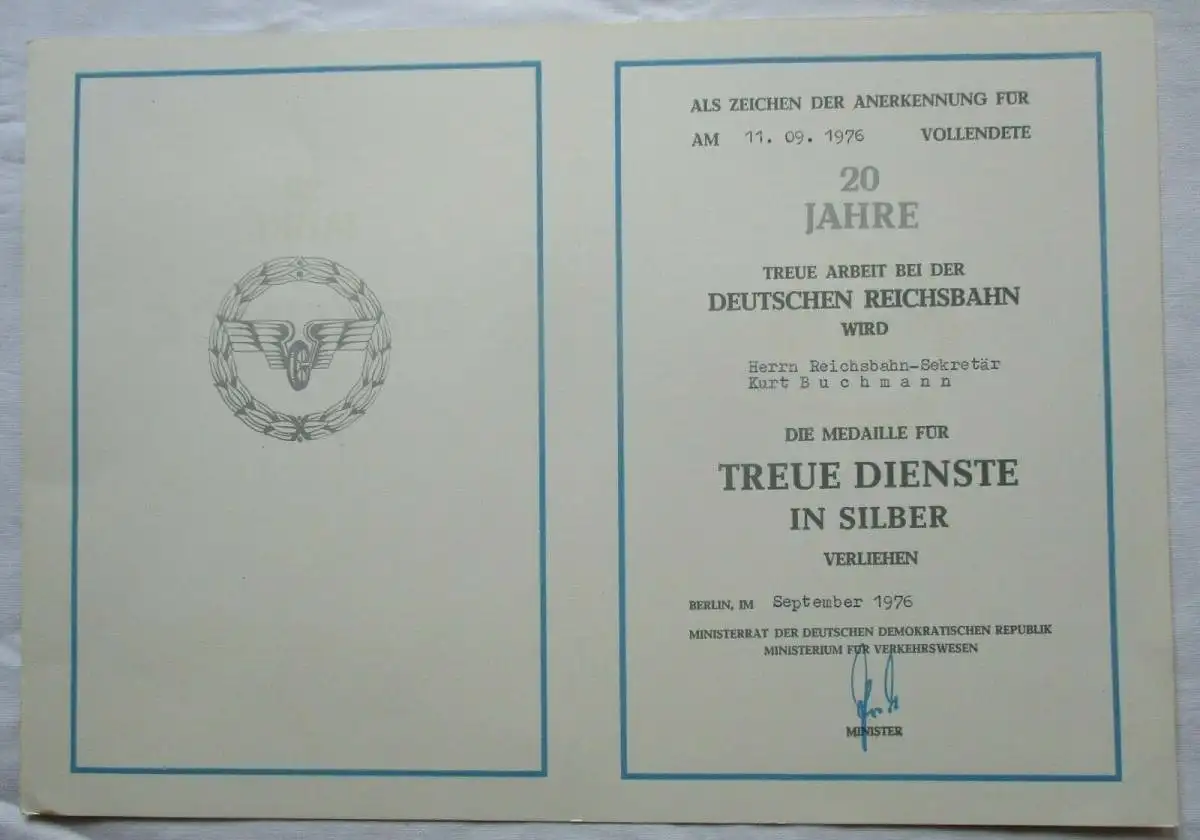 ALS ZEICHEN DER ANERKENNUNG FÜR
AM 11. 09. 1976 VOLLENDETE
20
JAHRE
TREUE ARBEIT BEI DER
DEUTSCHEN REICHSBAHN
WIRD
Herrn Reichsbahn-Sekretär
Kurt B u c h m a n n
DIE MEDAILLE FÜR
TREUE DIENSTE
IN SILBER
VERLIEHEN
BERLIN, IM September 1976
MINISTERRAT DER DEUTSCHEN DEMOKRATISCHEN REPUBLIK
MINISTERIUM FÜR VERKEHRSWESEN
MINISTER